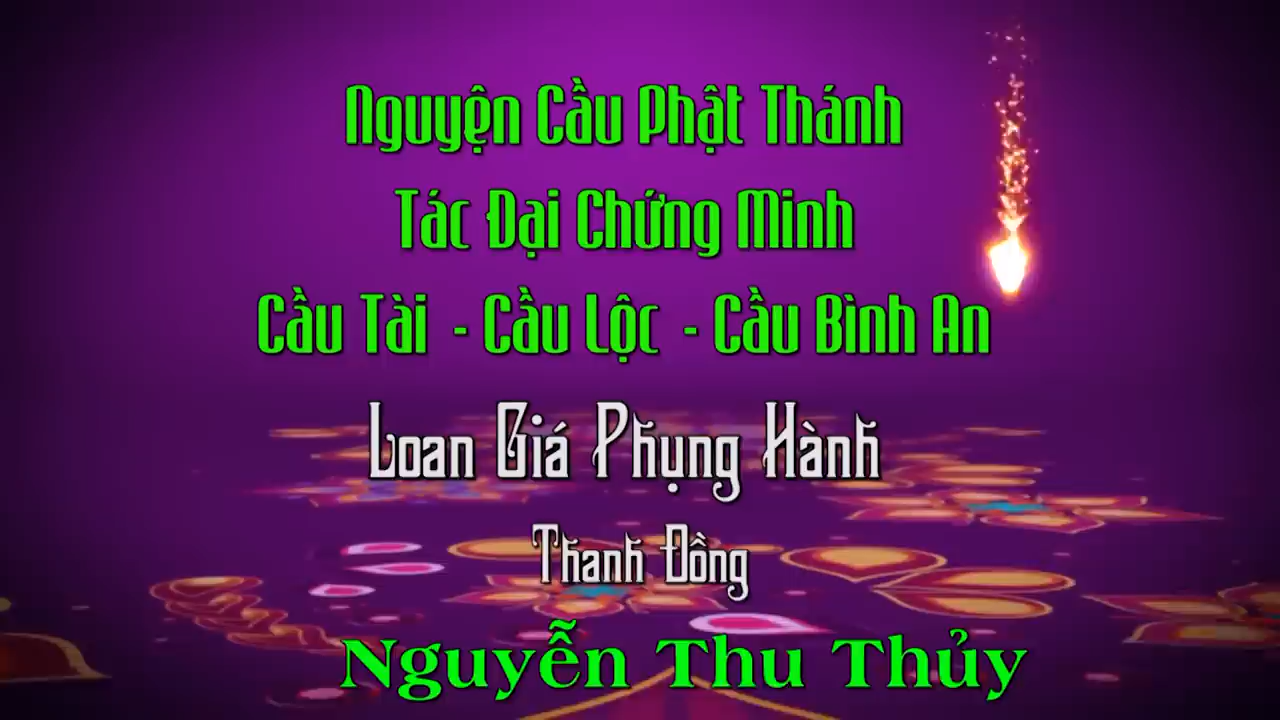 Nguyện Cầu Phật Thánh
Tác Đại Chứng Minh
Cầu Tài - Cầu Lộc - Cầu Bình An
Loan Giá Phụng Hành
Thanh Đồng
Nguyễn Thu Thủy